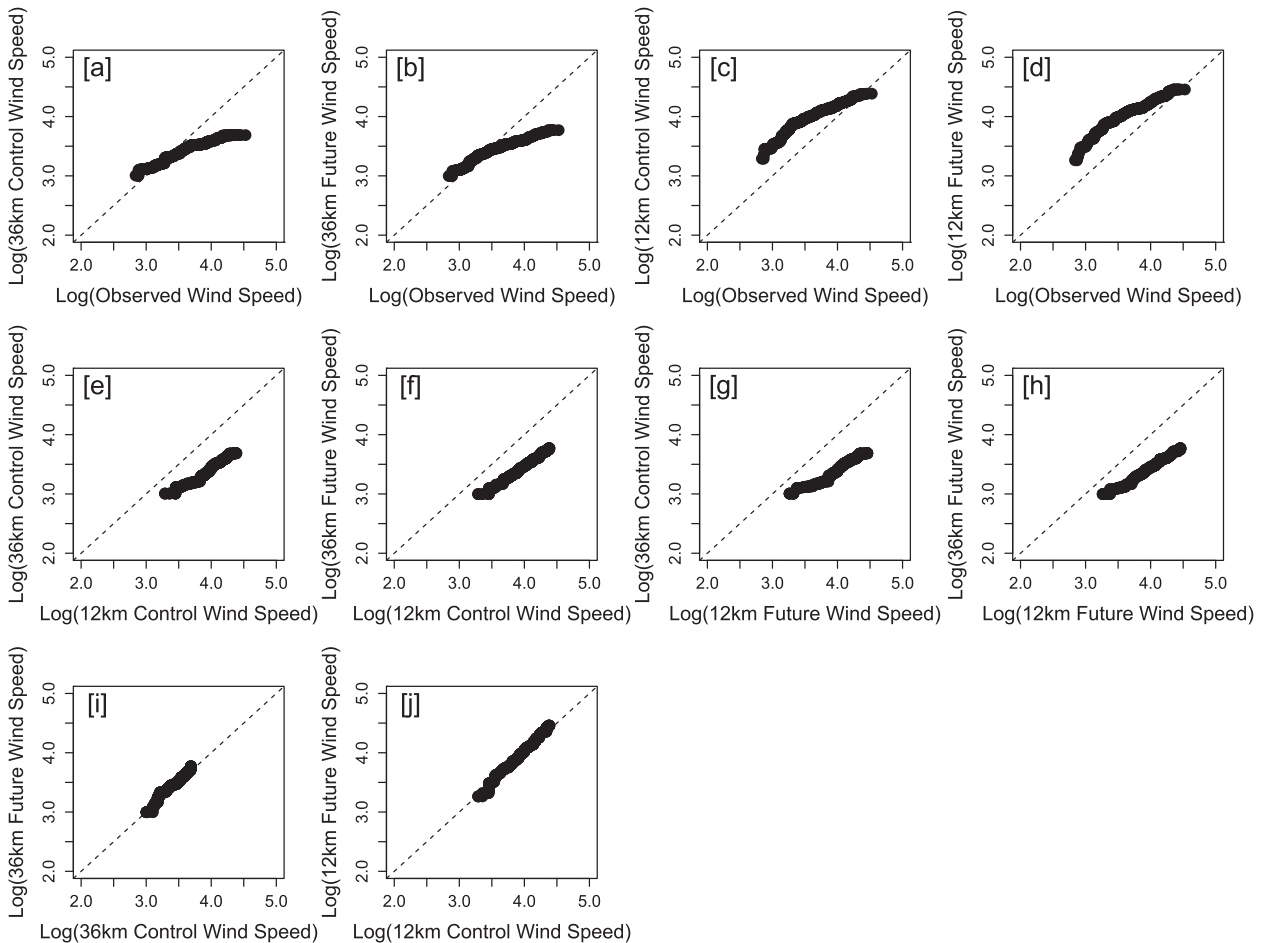 [a]
Log(36km Control Wind Speed)
5.0
4.0
3.0
2.0
2.0 3.0 4.0 5.0
Log(Observed Wind Speed)
[b]
Log(36km Future Wind Speed)
5.0
4.0
3.0
2.0
2.0 3.0 4.0 5.0
Log(Observed Wind Speed)
[c]
Log(12km Control Wind Speed)
5.0
4.0
3.0
2.0
2.0 3.0 4.0 5.0
Log(Observed Wind Speed)
[d]
Log(12km Future Wind Speed)
5.0
4.0
3.0
2.0
2.0 3.0 4.0 5.0
Log(Observed Wind Speed)
[e]
Log(36km Control Wind Speed)
5.0
4.0
3.0
2.0
2.0 3.0 4.0 5.0
Log(12km Control Wind Speed)
[f]
Log(36km Future Wind Speed)
5.0
4.0
3.0
2.0
2.0 3.0 4.0 5.0
Log(12km Control Wind Speed)
[g]
Log(36km Control Wind Speed)
5.0
4.0
3.0
2.0
2.0 3.0 4.0 5.0
Log(12km Future Wind Speed)
[h]
Log(36km Future Wind Speed)
5.0
4.0
3.0
2.0
2.0 3.0 4.0 5.0
Log(12km Future Wind Speed)
[i]
Log(36km Future Wind Speed)
5.0
4.0
3.0
2.0
2.0 3.0 4.0 5.0
Log(36km Control Wind Speed)
[j]
Log(12km Future Wind Speed)
5.0
4.0
3.0
2.0
2.0 3.0 4.0 5.0
Log(12km Control Wind Speed)